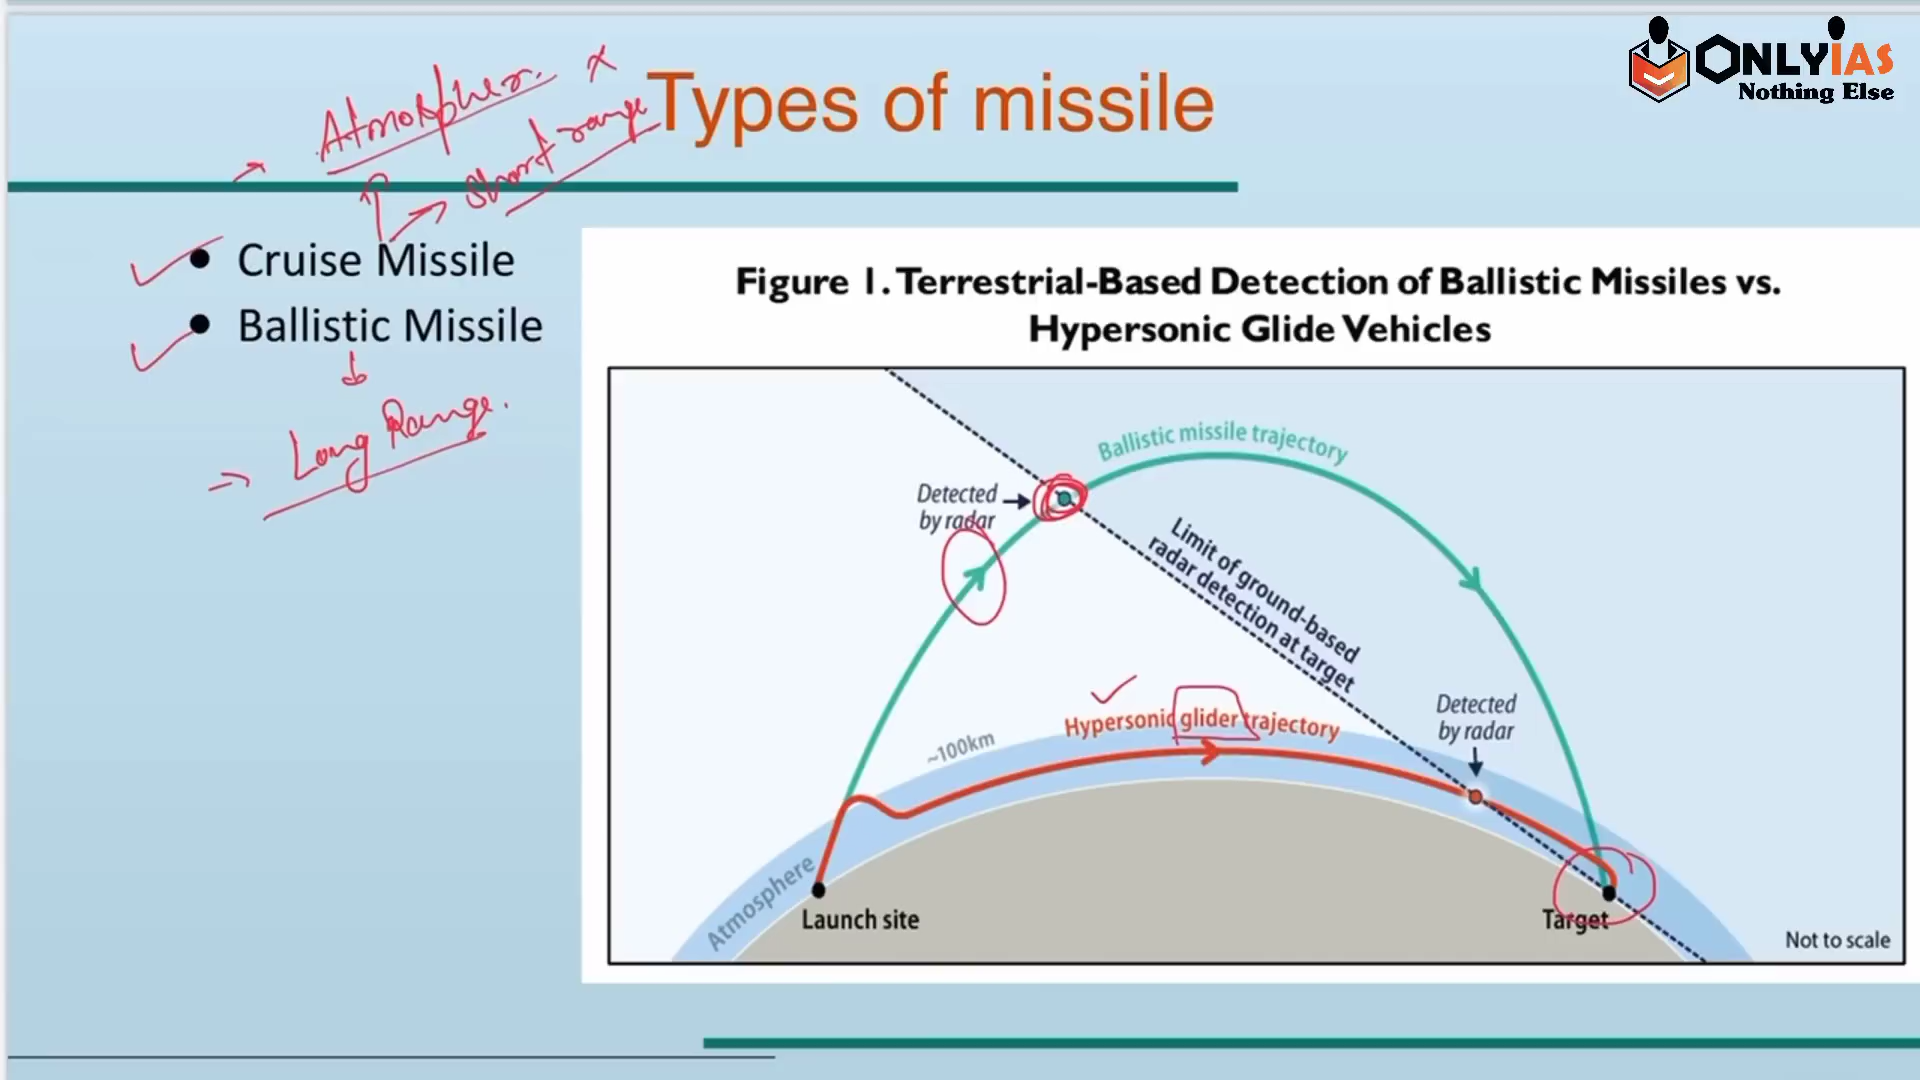 ONLYIAS
Nothing Else
Types of missile
Atmospher. x
→ short range
• Cruise Missile
• Ballistic Missile
Long Range.
Figure 1. Terrestrial-Based Detection of Ballistic Missiles vs.
Hypersonic Glide Vehicles
Ballistic missile trajectory
Detected
by radar
Limit of ground-based
radar detection at target
Detected
by radar
Hypersonic glider trajectory
~100km
Atmosphere
Launch site
Target
Not to scale